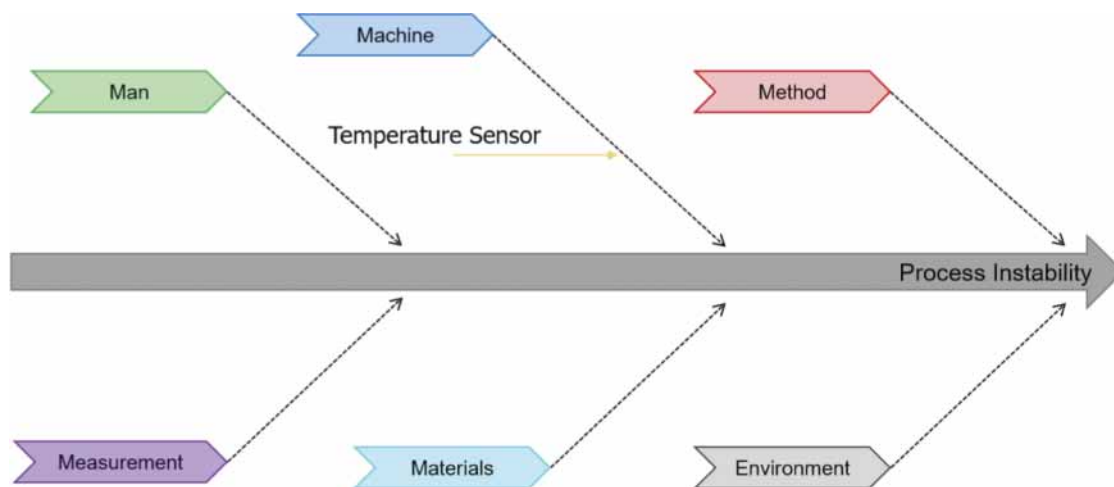 Machine
Man
Method
Temperature Sensor
Process Instability
Measurement
Materials
Environment